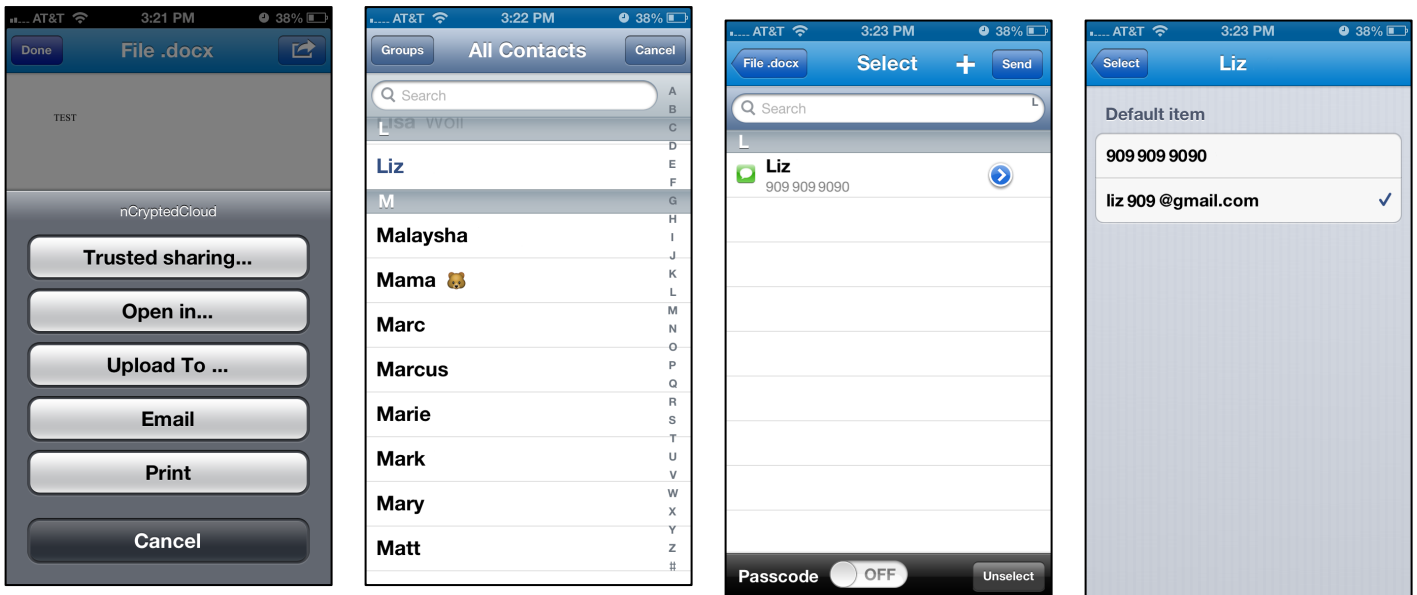 AT&T 3:21 PM 38%
Done File .docx
TEST
nCryptedCloud
Trusted sharing...
Open in...
Upload To ...
Email
Print
Cancel
AT&T 3:22 PM 38%
Groups All Contacts Cancel
Search
A
B
C
D
E
F
G
H
I
J
K
L
M
N
O
P
Q
R
S
T
U
V
W
X
Y
Z
#
Lisa Woll
L
Liz
M
Malaysha
Mama 🐻
Marc
Marcus
Marie
Mark
Mary
Matt
AT&T 3:23 PM 38%
File .docx Select + Send
Search L
L
Liz
909 909 9090
Passcode OFF Unselect
AT&T 3:23 PM 38%
Select Liz
Default item
909 909 9090
liz 909 @gmail.com